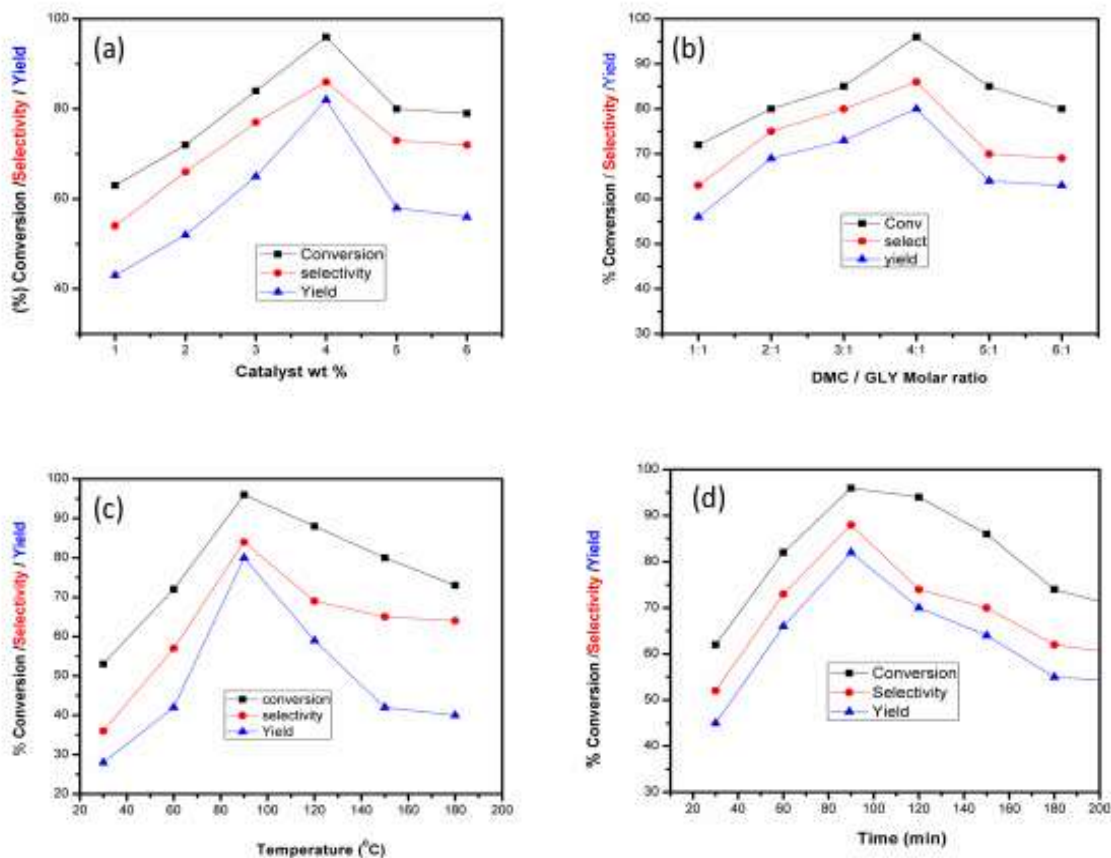 (a)
(%) Conversion /Selectivity / Yield
100
80
60
40
Conversion
selectivity
Yield
1 2 3 4 5 6
Catalyst wt %
(b)
% Conversion / Selectivity /Yield
100
90
80
70
60
50
40
30
Conv
select
yield
1:1 2:1 3:1 4:1 5:1 6:1
DMC / GLY Molar ratio
(c)
% Conversion /Selectivity / Yield
100
90
80
70
60
50
40
30
20
conversion
selectivity
Yield
20 40 60 80 100 120 140 160 180 200
Temperature (⁰C)
(d)
% Conversion /Selectivity /Yield
100
90
80
70
60
50
40
30
Conversion
Selectivity
Yield
20 40 60 80 100 120 140 160 180 200
Time (min)